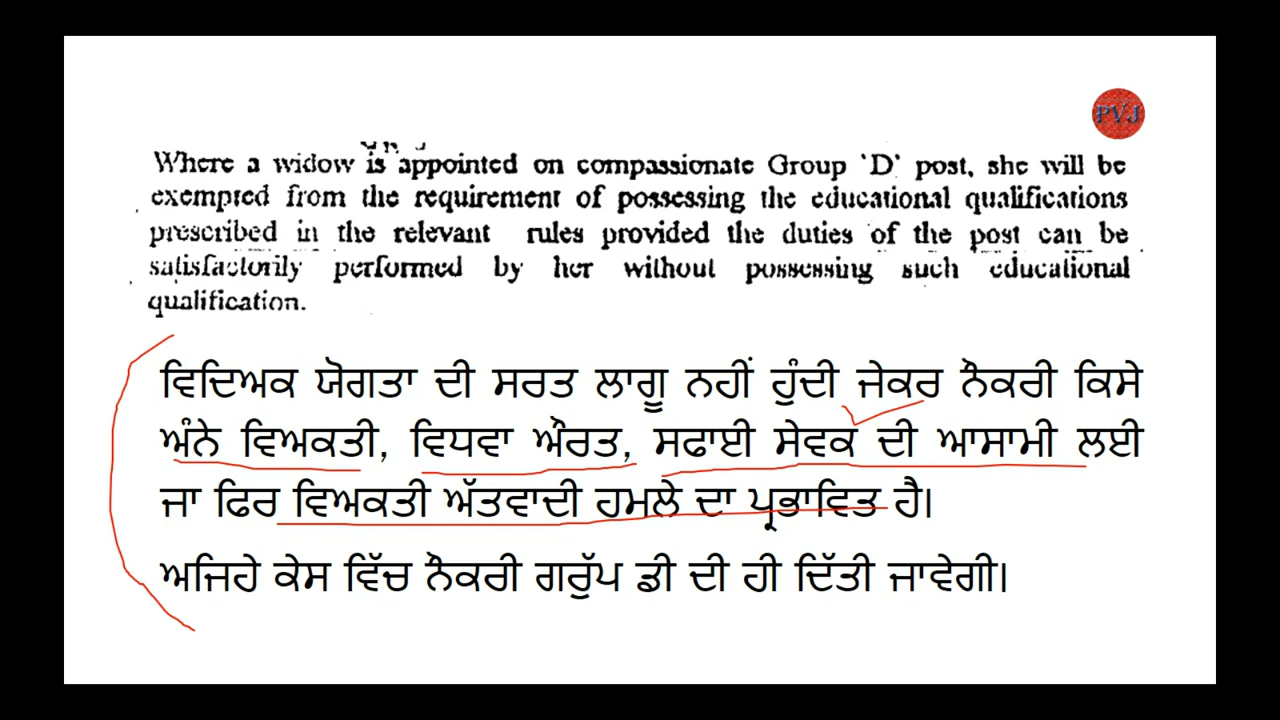 PVJ
Where a widow is appointed on compassionate Group 'D' post, she will be
exempted from the requirement of possessing the educational qualifications
prescribed in the relevant rules provided the duties of the post can be
satisfactorily performed by her without possessing such educational
qualification.
ਵਿਦਿਅਕ ਯੋਗਤਾ ਦੀ ਸਰਤ ਲਾਗੂ ਨਹੀਂ ਹੁੰਦੀ ਜੇਕਰ ਨੌਕਰੀ ਕਿਸੇ
ਅੰਨੇ ਵਿਅਕਤੀ, ਵਿਧਵਾ ਔਰਤ, ਸਫਾਈ ਸੇਵਕ ਦੀ ਆਸਾਮੀ ਲਈ
ਜਾ ਫਿਰ ਵਿਅਕਤੀ ਅੱਤਵਾਦੀ ਹਮਲੇ ਦਾ ਪ੍ਰਭਾਵਿਤ ਹੈ।
ਅਜਿਹੇ ਕੇਸ ਵਿੱਚ ਨੌਕਰੀ ਗਰੁੱਪ ਡੀ ਦੀ ਹੀ ਦਿੱਤੀ ਜਾਵੇਗੀ।